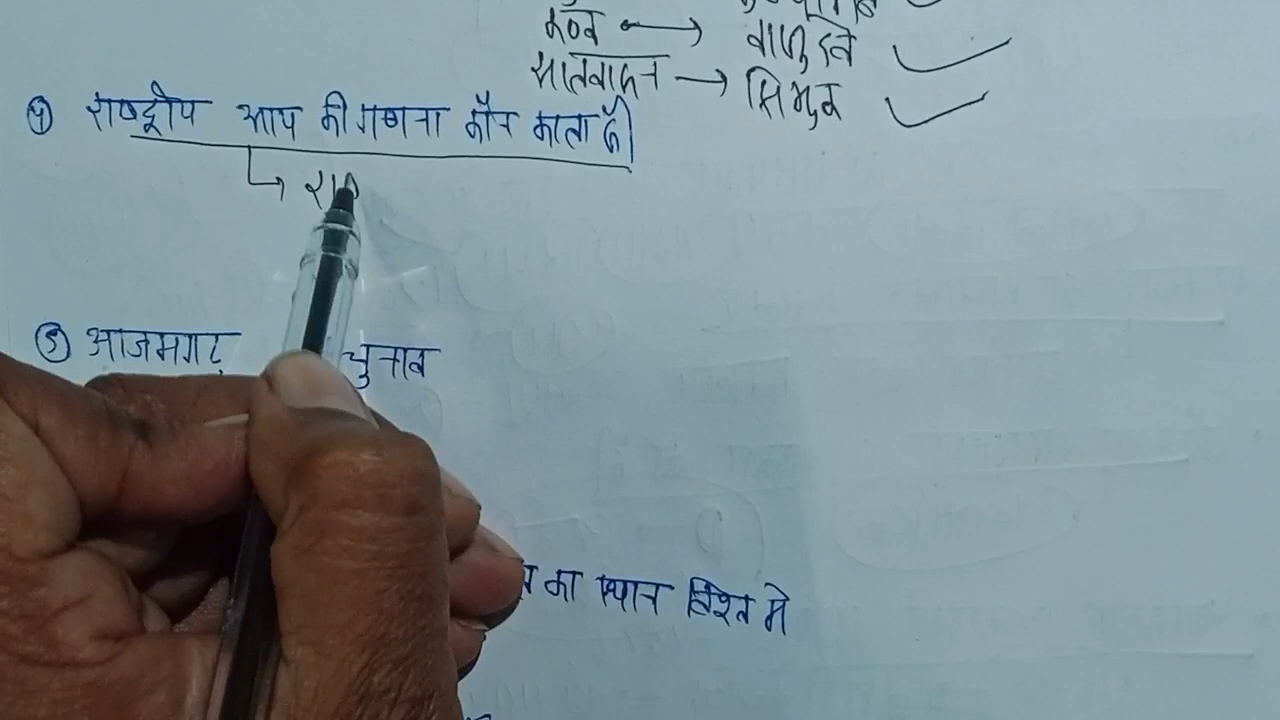 कण्व → वासुदेव ✓
सातवाहन → सिमुक ✓
④ राष्ट्रीय आय की गणना कौन करता है।
↳ रा
⑤ आजमगढ़ चुनाव
का स्थान विश्व में